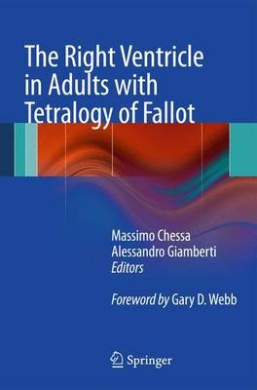 The Right Ventricle
in Adults with
Tetralogy of Fallot
Massimo Chessa
Alessandro Giamberti
Editors
Foreword by Gary D. Webb
Springer